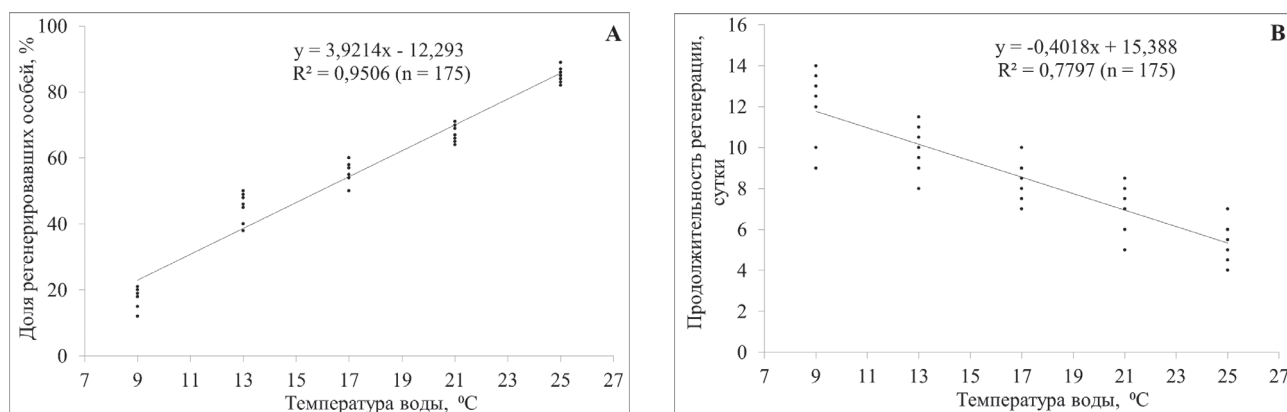 A
y = 3,9214x - 12,293
R² = 0,9506 (n = 175)
Доля регенерировавших особей, %
100
80
60
40
20
0
7 9 11 13 15 17 19 21 23 25 27
Температура воды, ⁰C
B
y = -0,4018x + 15,388
R² = 0,7797 (n = 175)
Продолжительность регенерации,
сутки
16
14
12
10
8
6
4
2
0
7 9 11 13 15 17 19 21 23 25 27
Температура воды, ⁰C